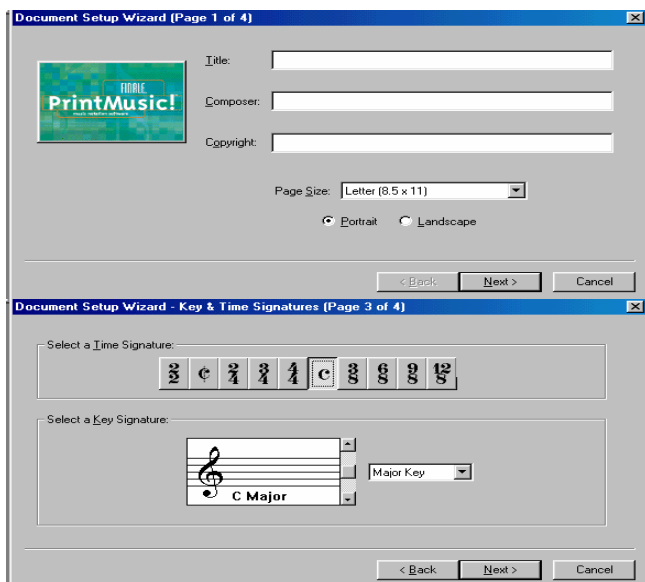 Document Setup Wizard (Page 1 of 4)
FINALE
PrintMusic!
music notation software
Title:
Composer:
Copyright:
Page Size: Letter (8.5 x 11)
Portrait Landscape
< Back Next > Cancel
Document Setup Wizard - Key & Time Signatures (Page 3 of 4)
Select a Time Signature:
2/2 ¢ 2/4 3/4 4/4 C 3/8 6/8 9/8 12/8
Select a Key Signature:
C Major
Major Key
< Back Next > Cancel